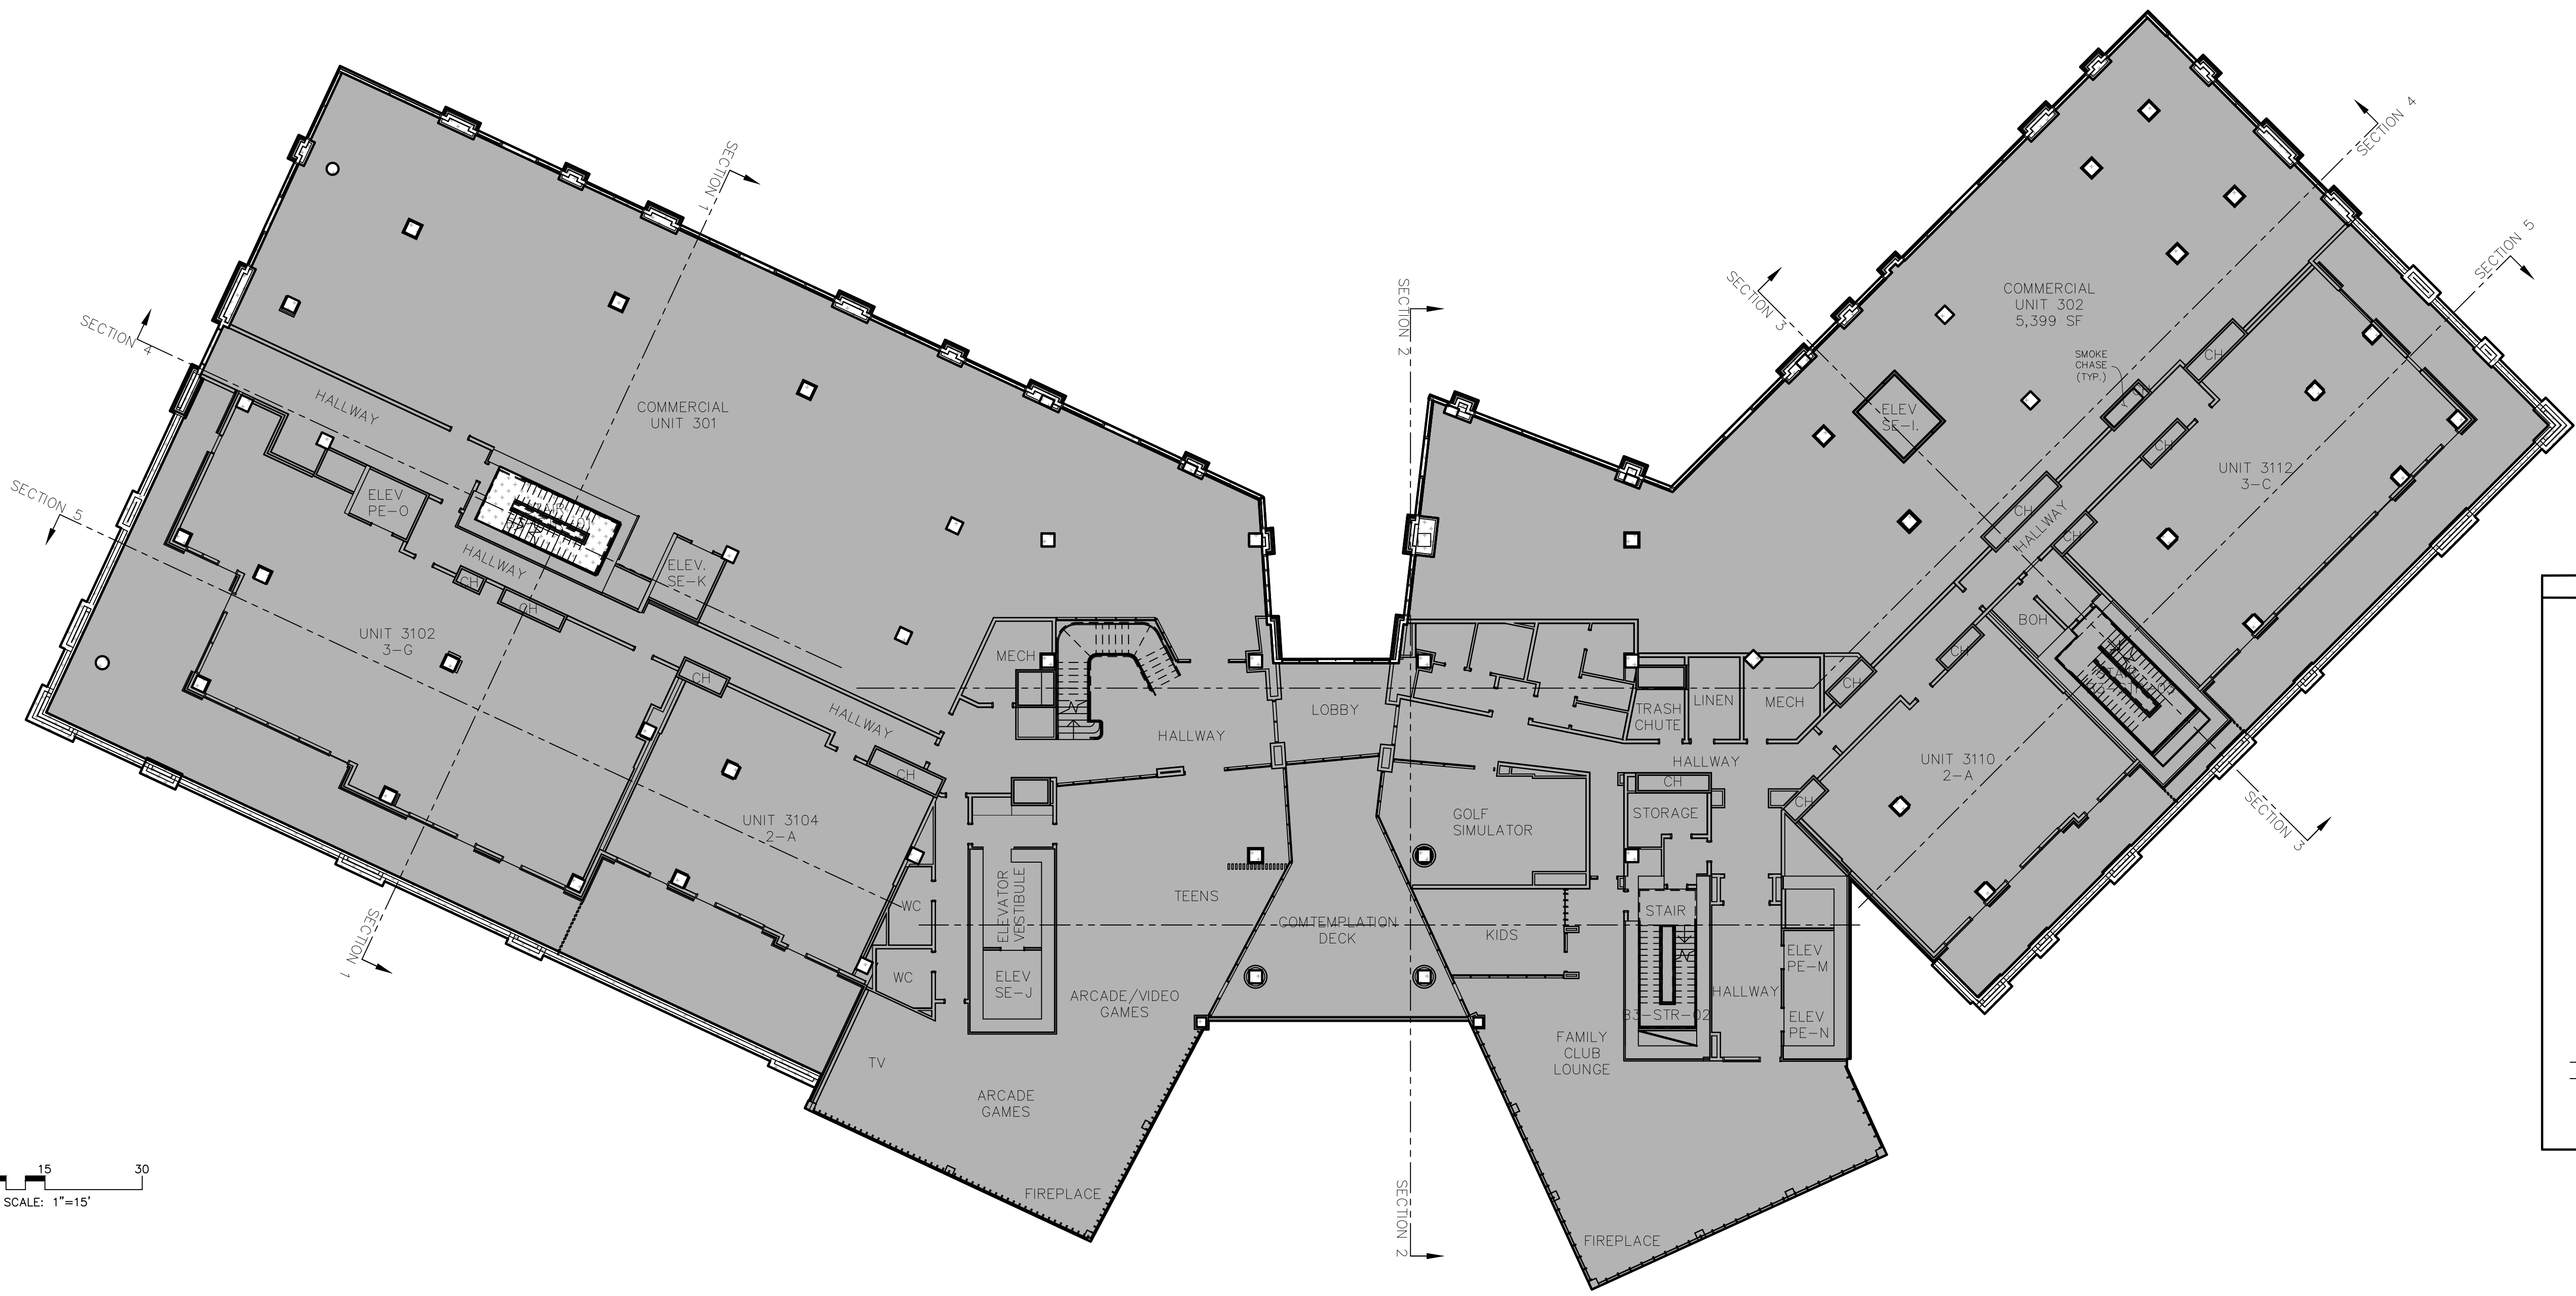 SECTION 1
SECTION 4
SECTION 5
SECTION 2
SECTION 3
SECTION 4
SECTION 5
HALLWAY
COMMERCIAL
UNIT 301
ELEV
PE-O
HALLWAY
CH
CH
ELEV.
SE-K
UNIT 3102
3-G
CH
HALLWAY
CH
UNIT 3104
2-A
MECH
HALLWAY
LOBBY
WC
WC
ELEVATOR
VESTIBULE
ELEV
SE-J
TEENS
ARCADE/VIDEO
GAMES
TV
ARCADE
GAMES
FIREPLACE
COMTEMPLATION
DECK
COMMERCIAL
UNIT 302
5,399 SF
SMOKE
CHASE
(TYP.)
ELEV
SE-I.
CH
CH
CH
HALLWAY
CH
UNIT 3112
3-C
BOH
CH
CH
UNIT 3110
2-A
CH
TRASH
CHUTE
LINEN
MECH
HALLWAY
CH
STORAGE
GOLF
SIMULATOR
KIDS
STAIR
B3-STR-02
HALLWAY
ELEV
PE-M
ELEV
PE-N
FAMILY
CLUB
LOUNGE
FIREPLACE
SECTION 1
SECTION 2
SECTION 3
15 30
SCALE: 1"=15'